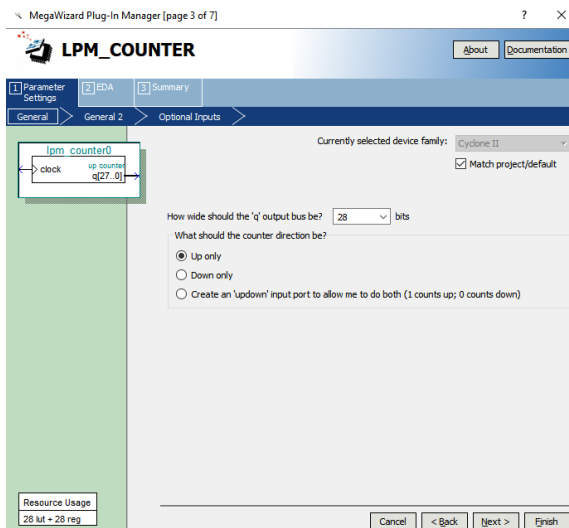 MegaWizard Plug-In Manager [page 3 of 7]
? X
LPM_COUNTER
About
Documentation
1 Parameter Settings
2 EDA
3 Summary
General
General 2
Optional Inputs
Currently selected device family:
Cyclone II
Match project/default
lpm_counter0
clock
up counter
q[27..0]
How wide should the 'q' output bus be?
28
bits
What should the counter direction be?
Up only
Down only
Create an 'updown' input port to allow me to do both (1 counts up; 0 counts down)
Resource Usage
28 lut + 28 reg
Cancel
< Back
Next >
Finish